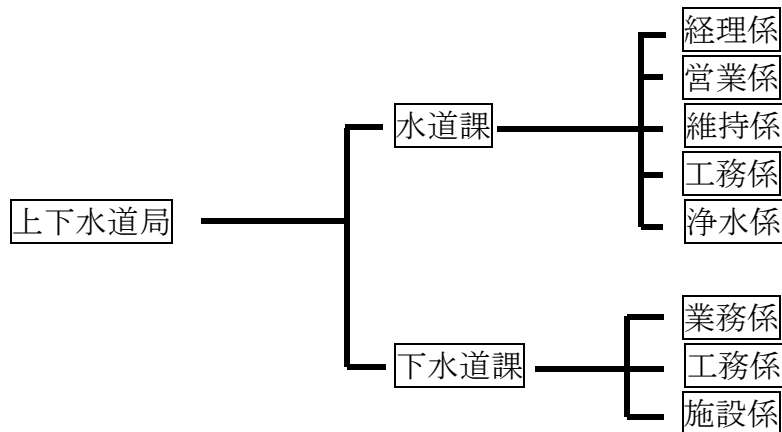 上下水道局
水道課
経理係
営業係
維持係
工務係
浄水係
下水道課
業務係
工務係
施設係